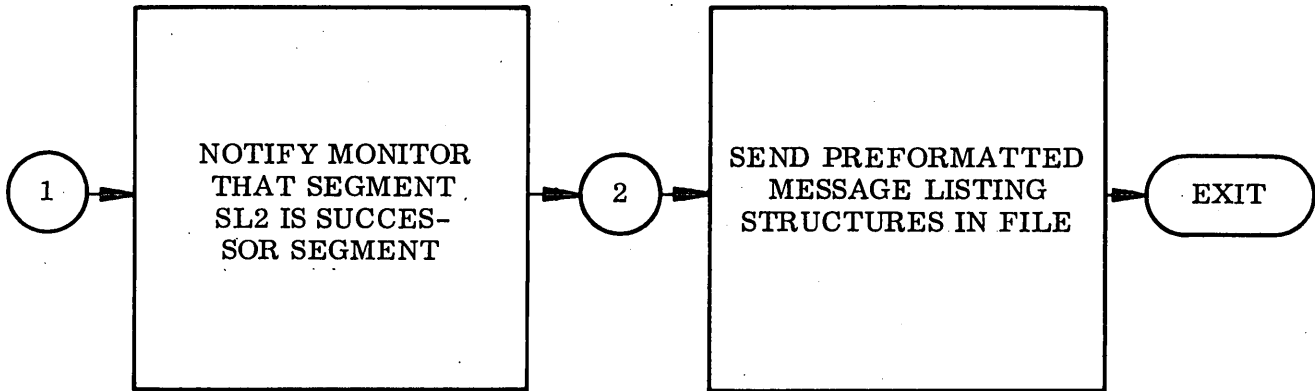 1
NOTIFY MONITOR
THAT SEGMENT
SL2 IS SUCCES-
SOR SEGMENT
2
SEND PREFORMATTED
MESSAGE LISTING
STRUCTURES IN FILE
EXIT